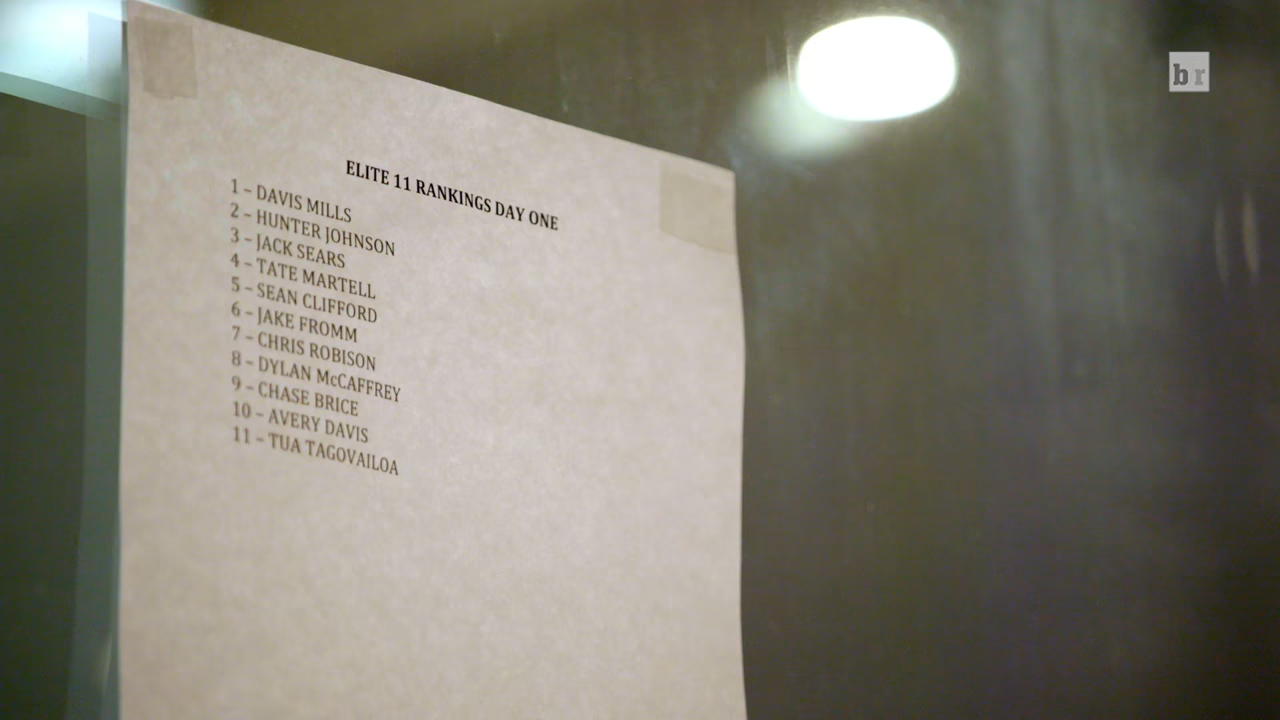 br
ELITE 11 RANKINGS DAY ONE
1 – DAVIS MILLS
2 – HUNTER JOHNSON
3 – JACK SEARS
4 – TATE MARTELL
5 – SEAN CLIFFORD
6 – JAKE FROMM
7 – CHRIS ROBISON
8 – DYLAN McCAFFREY
9 – CHASE BRICE
10 – AVERY DAVIS
11 – TUA TAGOVAILOA